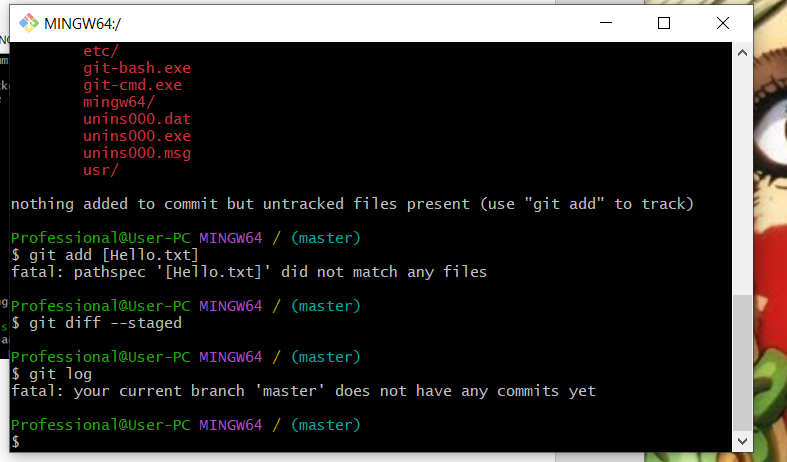 MINGW64:/
etc/
git-bash.exe
git-cmd.exe
mingw64/
unins000.dat
unins000.exe
unins000.msg
usr/
nothing added to commit but untracked files present (use "git add" to track)
Professional@User-PC MINGW64 / (master)
$ git add [Hello.txt]
fatal: pathspec '[Hello.txt]' did not match any files
Professional@User-PC MINGW64 / (master)
$ git diff --staged
Professional@User-PC MINGW64 / (master)
$ git log
fatal: your current branch 'master' does not have any commits yet
Professional@User-PC MINGW64 / (master)
$